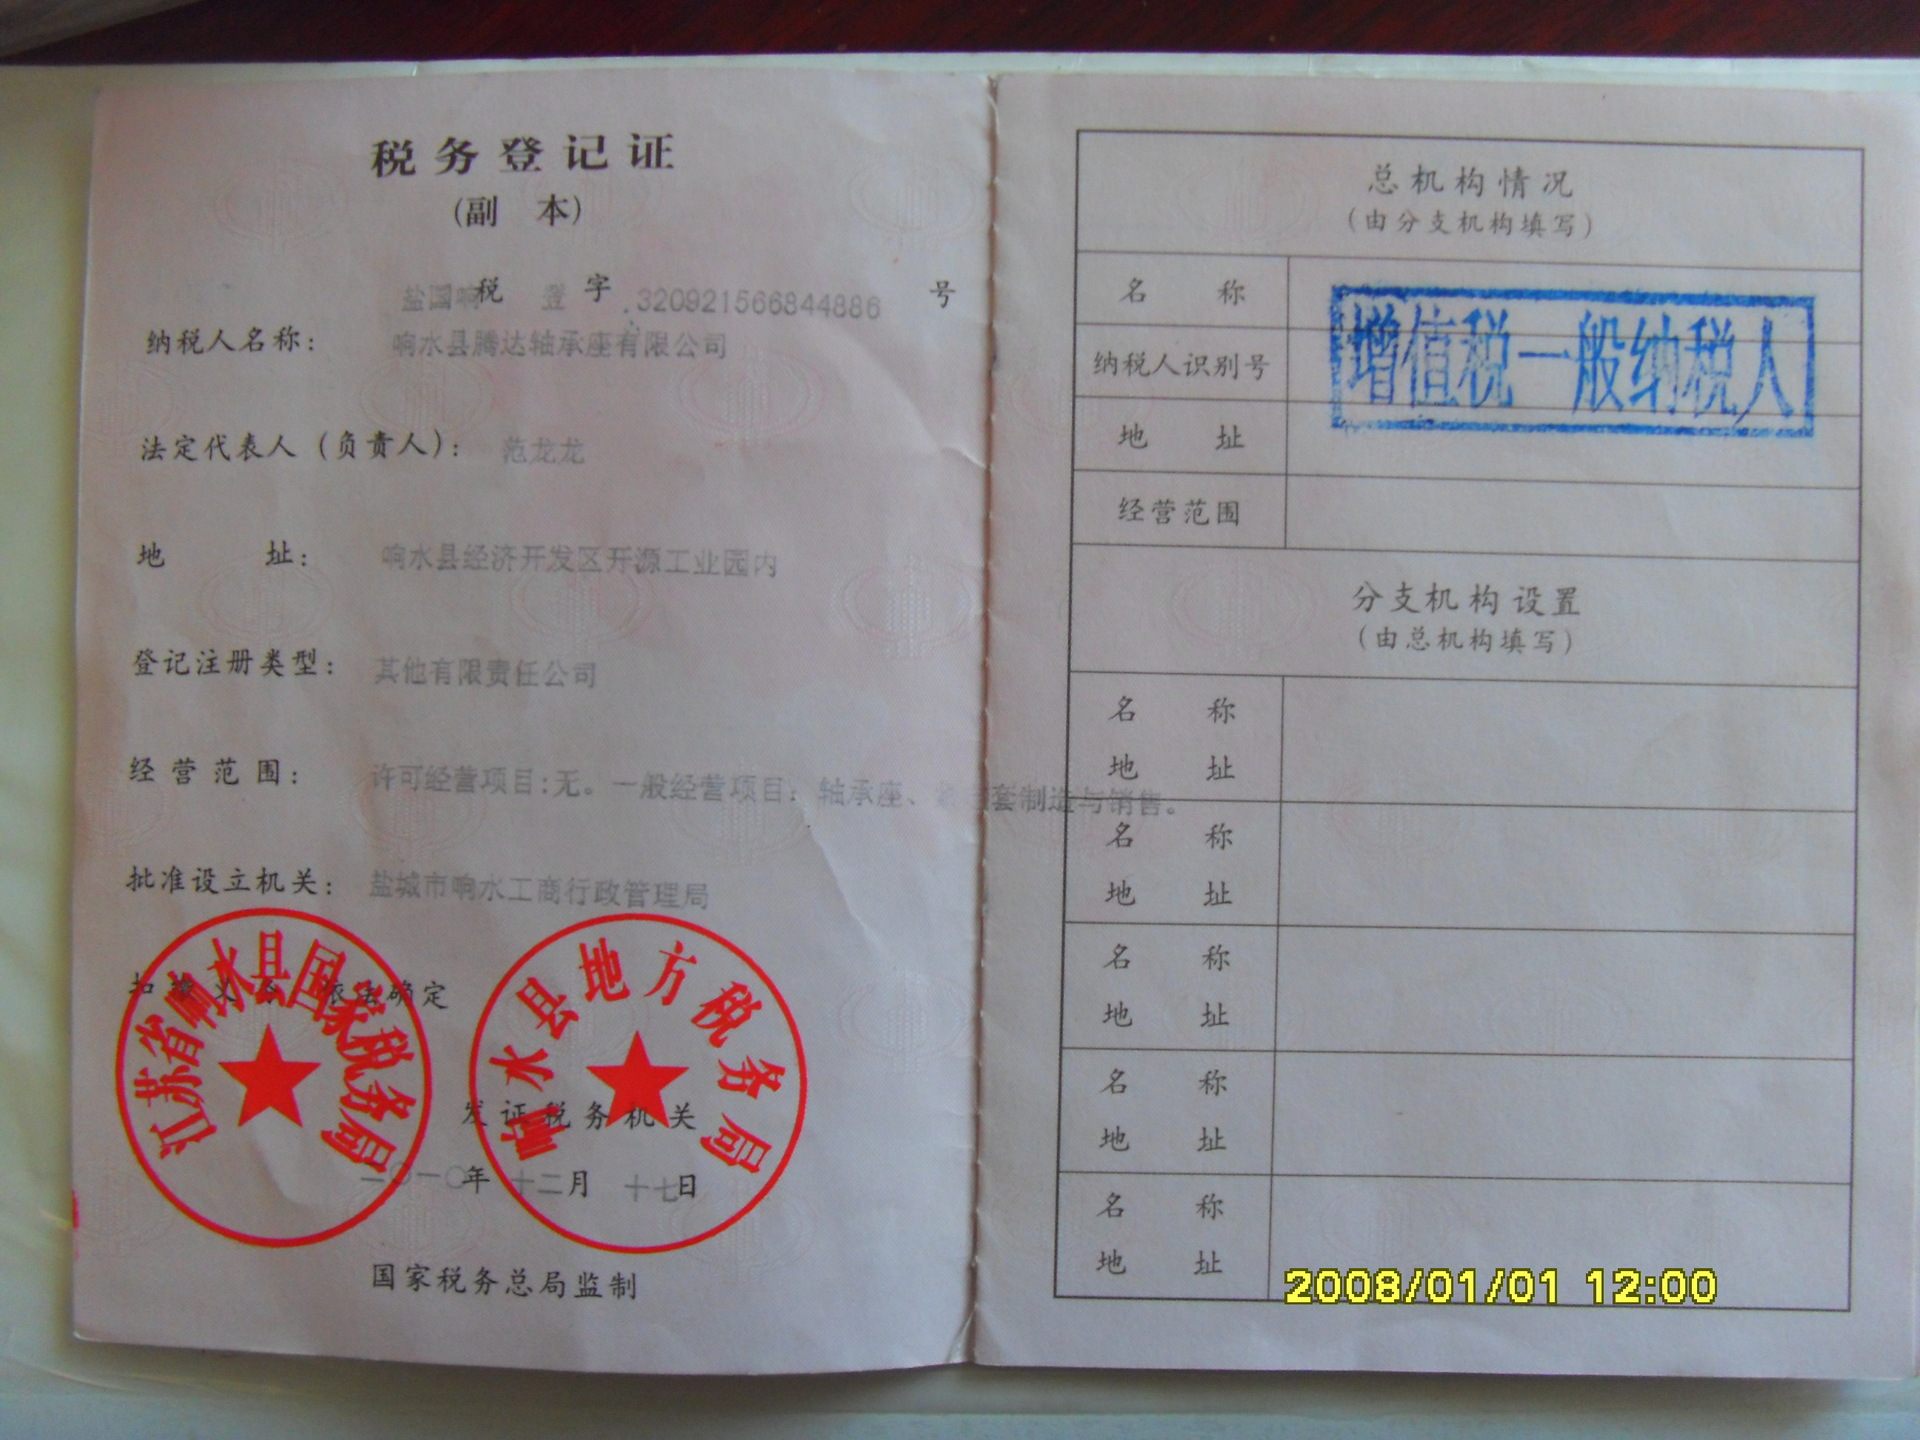 税务登记证
(副 本)
盐国响税 登 字 320921566844886 号
纳税人名称: 响水县腾达轴承座有限公司
法定代表人(负责人): 范龙龙
地 址: 响水县经济开发区开源工业园内
登记注册类型: 其他有限责任公司
经营范围: 许可经营项目:无。一般经营项目:轴承座、 套制造与销售。
批准设立机关: 盐城市响水工商行政管理局
扣缴义务 依法确定
江苏省响水县国家税务局
响水县地方税务局
发证税务机关
二〇一〇年 十二月 十七日
国家税务总局监制
总机构情况
(由分支机构填写)
名 称
纳税人识别号
地 址
经营范围
增值税一般纳税人
分支机构设置
(由总机构填写)
名 称
地 址
名 称
地 址
名 称
地 址
名 称
地 址
名 称
地 址
2008/01/01 12:00